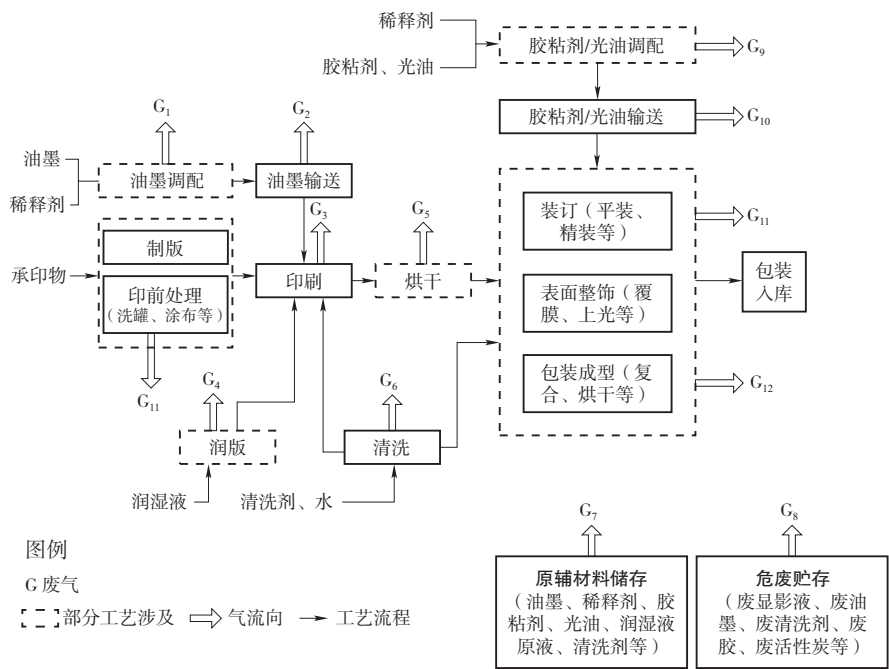 稀释剂
胶粘剂、光油
胶粘剂/光油调配
G9
胶粘剂/光油输送
G10
G1
G2
油墨
稀释剂
油墨调配
油墨输送
G3
G5
承印物
制版
印前处理
（洗罐、涂布等）
G11
印刷
烘干
装订（平装、
精装等）
G11
表面整饰（覆
膜、上光等）
包装成型（复
合、烘干等）
G12
包装
入库
G4
润版
润湿液
G6
清洗
清洗剂、水
图例
G 废气
部分工艺涉及
气流向
工艺流程
G7
原辅材料储存
（油墨、稀释剂、胶
粘剂、光油、润湿液
原液、清洗剂等）
G8
危废贮存
（废显影液、废油
墨、废清洗剂、废
胶、废活性炭等）